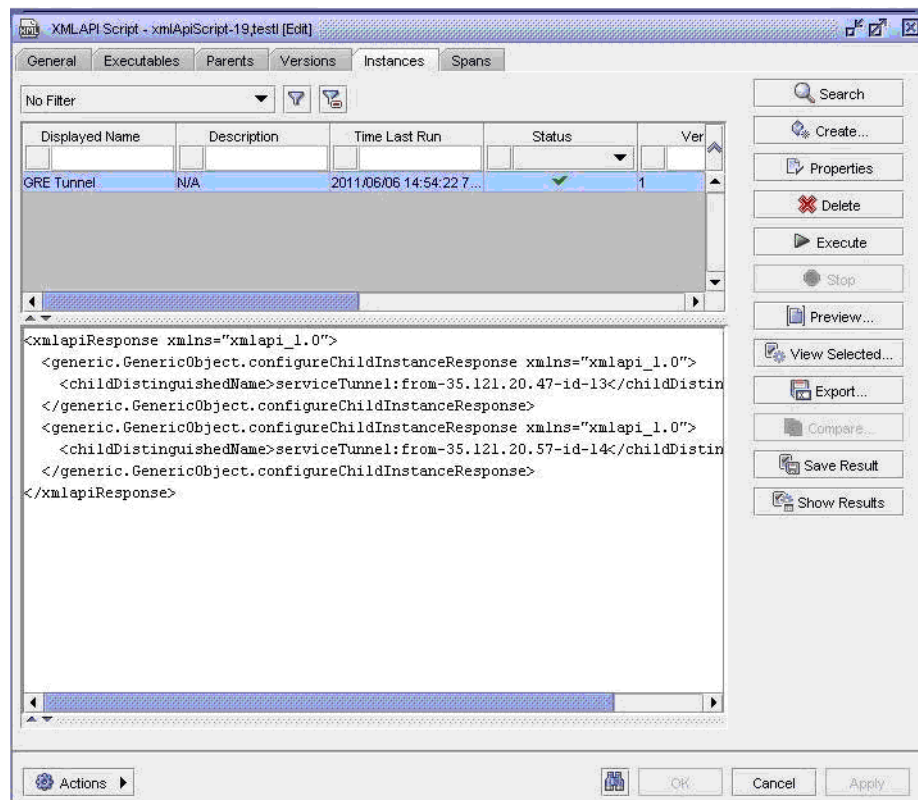 XML API Script - xmlApiScript-19,testl [Edit]
General Executables Parents Versions Instances Spans
No Filter
Displayed Name Description Time Last Run Status Ver
GRE Tunnel N/A 2011/06/06 14:54:22 7... 1
<xmlapiResponse xmlns="xmlapi_1.0">
<generic.GenericObject.configureChildInstanceResponse xmlns="xmlapi_1.0">
<childDistinguishedName>serviceTunnel:from-35.121.20.47-id-13</childDistin
</generic.GenericObject.configureChildInstanceResponse>
<generic.GenericObject.configureChildInstanceResponse xmlns="xmlapi_1.0">
<childDistinguishedName>serviceTunnel:from-35.121.20.57-id-14</childDistin
</generic.GenericObject.configureChildInstanceResponse>
</xmlapiResponse>
Search
Create...
Properties
Delete
Execute
Stop
Preview...
View Selected...
Export...
Compare...
Save Result
Show Results
Actions
OK Cancel Apply